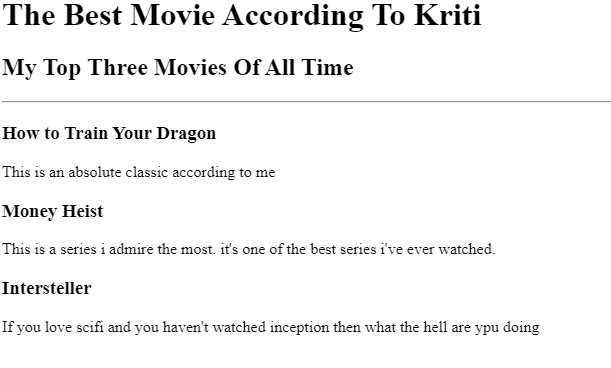 The Best Movie According To Kriti
My Top Three Movies Of All Time
How to Train Your Dragon
This is an absolute classic according to me
Money Heist
This is a series i admire the most. it's one of the best series i've ever watched.
Intersteller
If you love scifi and you haven't watched inception then what the hell are ypu doing